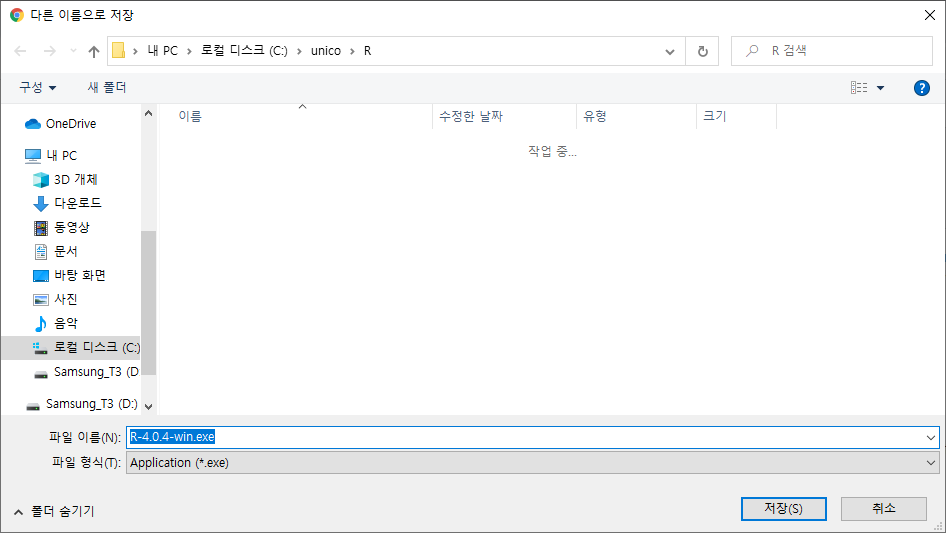 다른 이름으로 저장
내 PC > 로컬 디스크 (C:) > unico > R
R 검색
구성
새 폴더
이름
수정한 날짜
유형
크기
작업 중...
OneDrive
내 PC
3D 개체
다운로드
동영상
문서
바탕 화면
사진
음악
로컬 디스크 (C:)
Samsung_T3 (D
Samsung_T3 (D:)
파일 이름(N): R-4.0.4-win.exe
파일 형식(T): Application (*.exe)
폴더 숨기기
저장(S)
취소